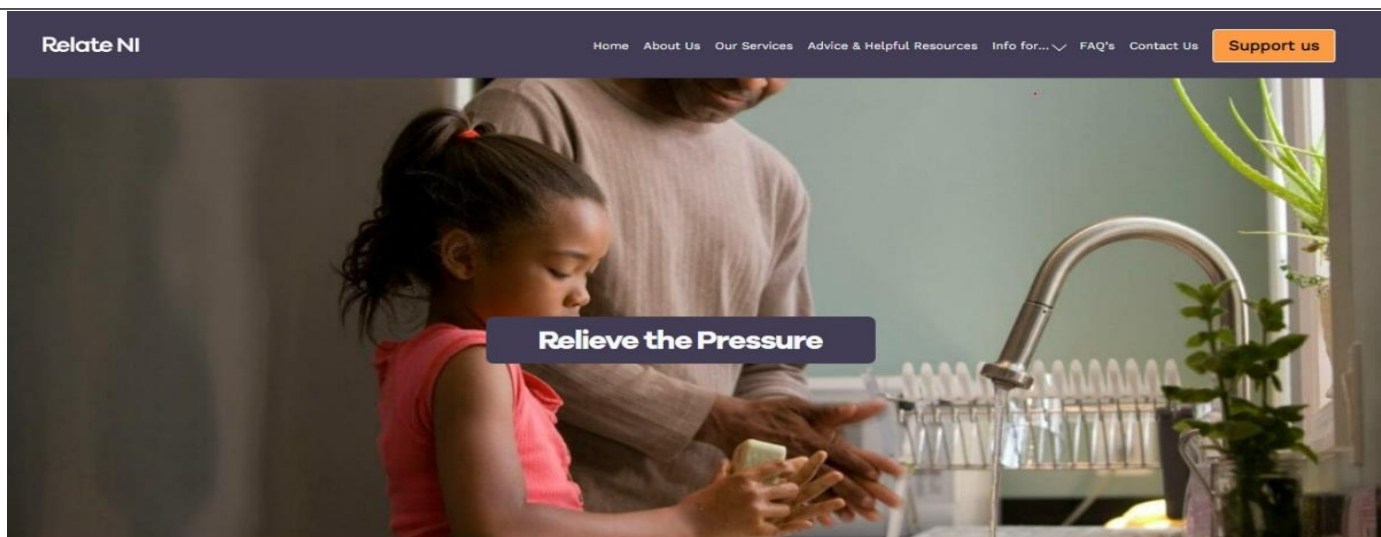 Relate NI
Home About Us Our Services Advice & Helpful Resources Info for... FAQ's Contact Us Support us
Relieve the Pressure